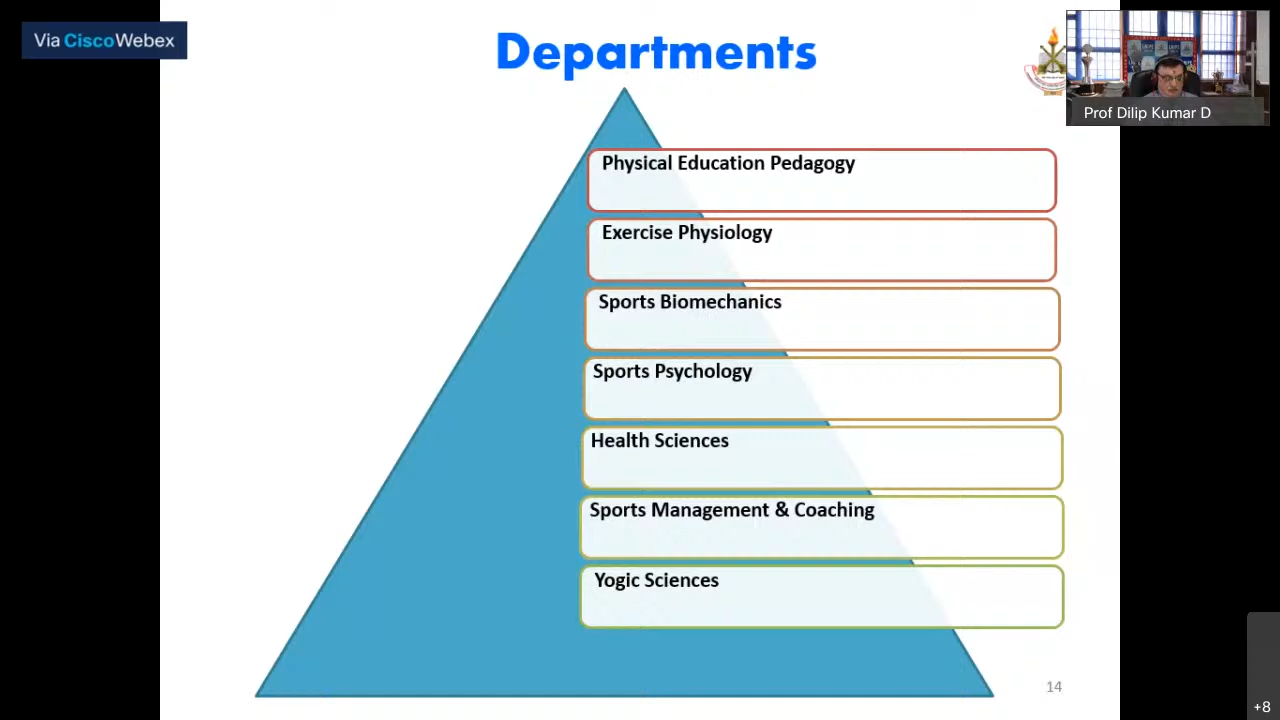 Via CiscoWebex
Departments
Prof Dilip Kumar D
Physical Education Pedagogy
Exercise Physiology
Sports Biomechanics
Sports Psychology
Health Sciences
Sports Management & Coaching
Yogic Sciences
14
+8